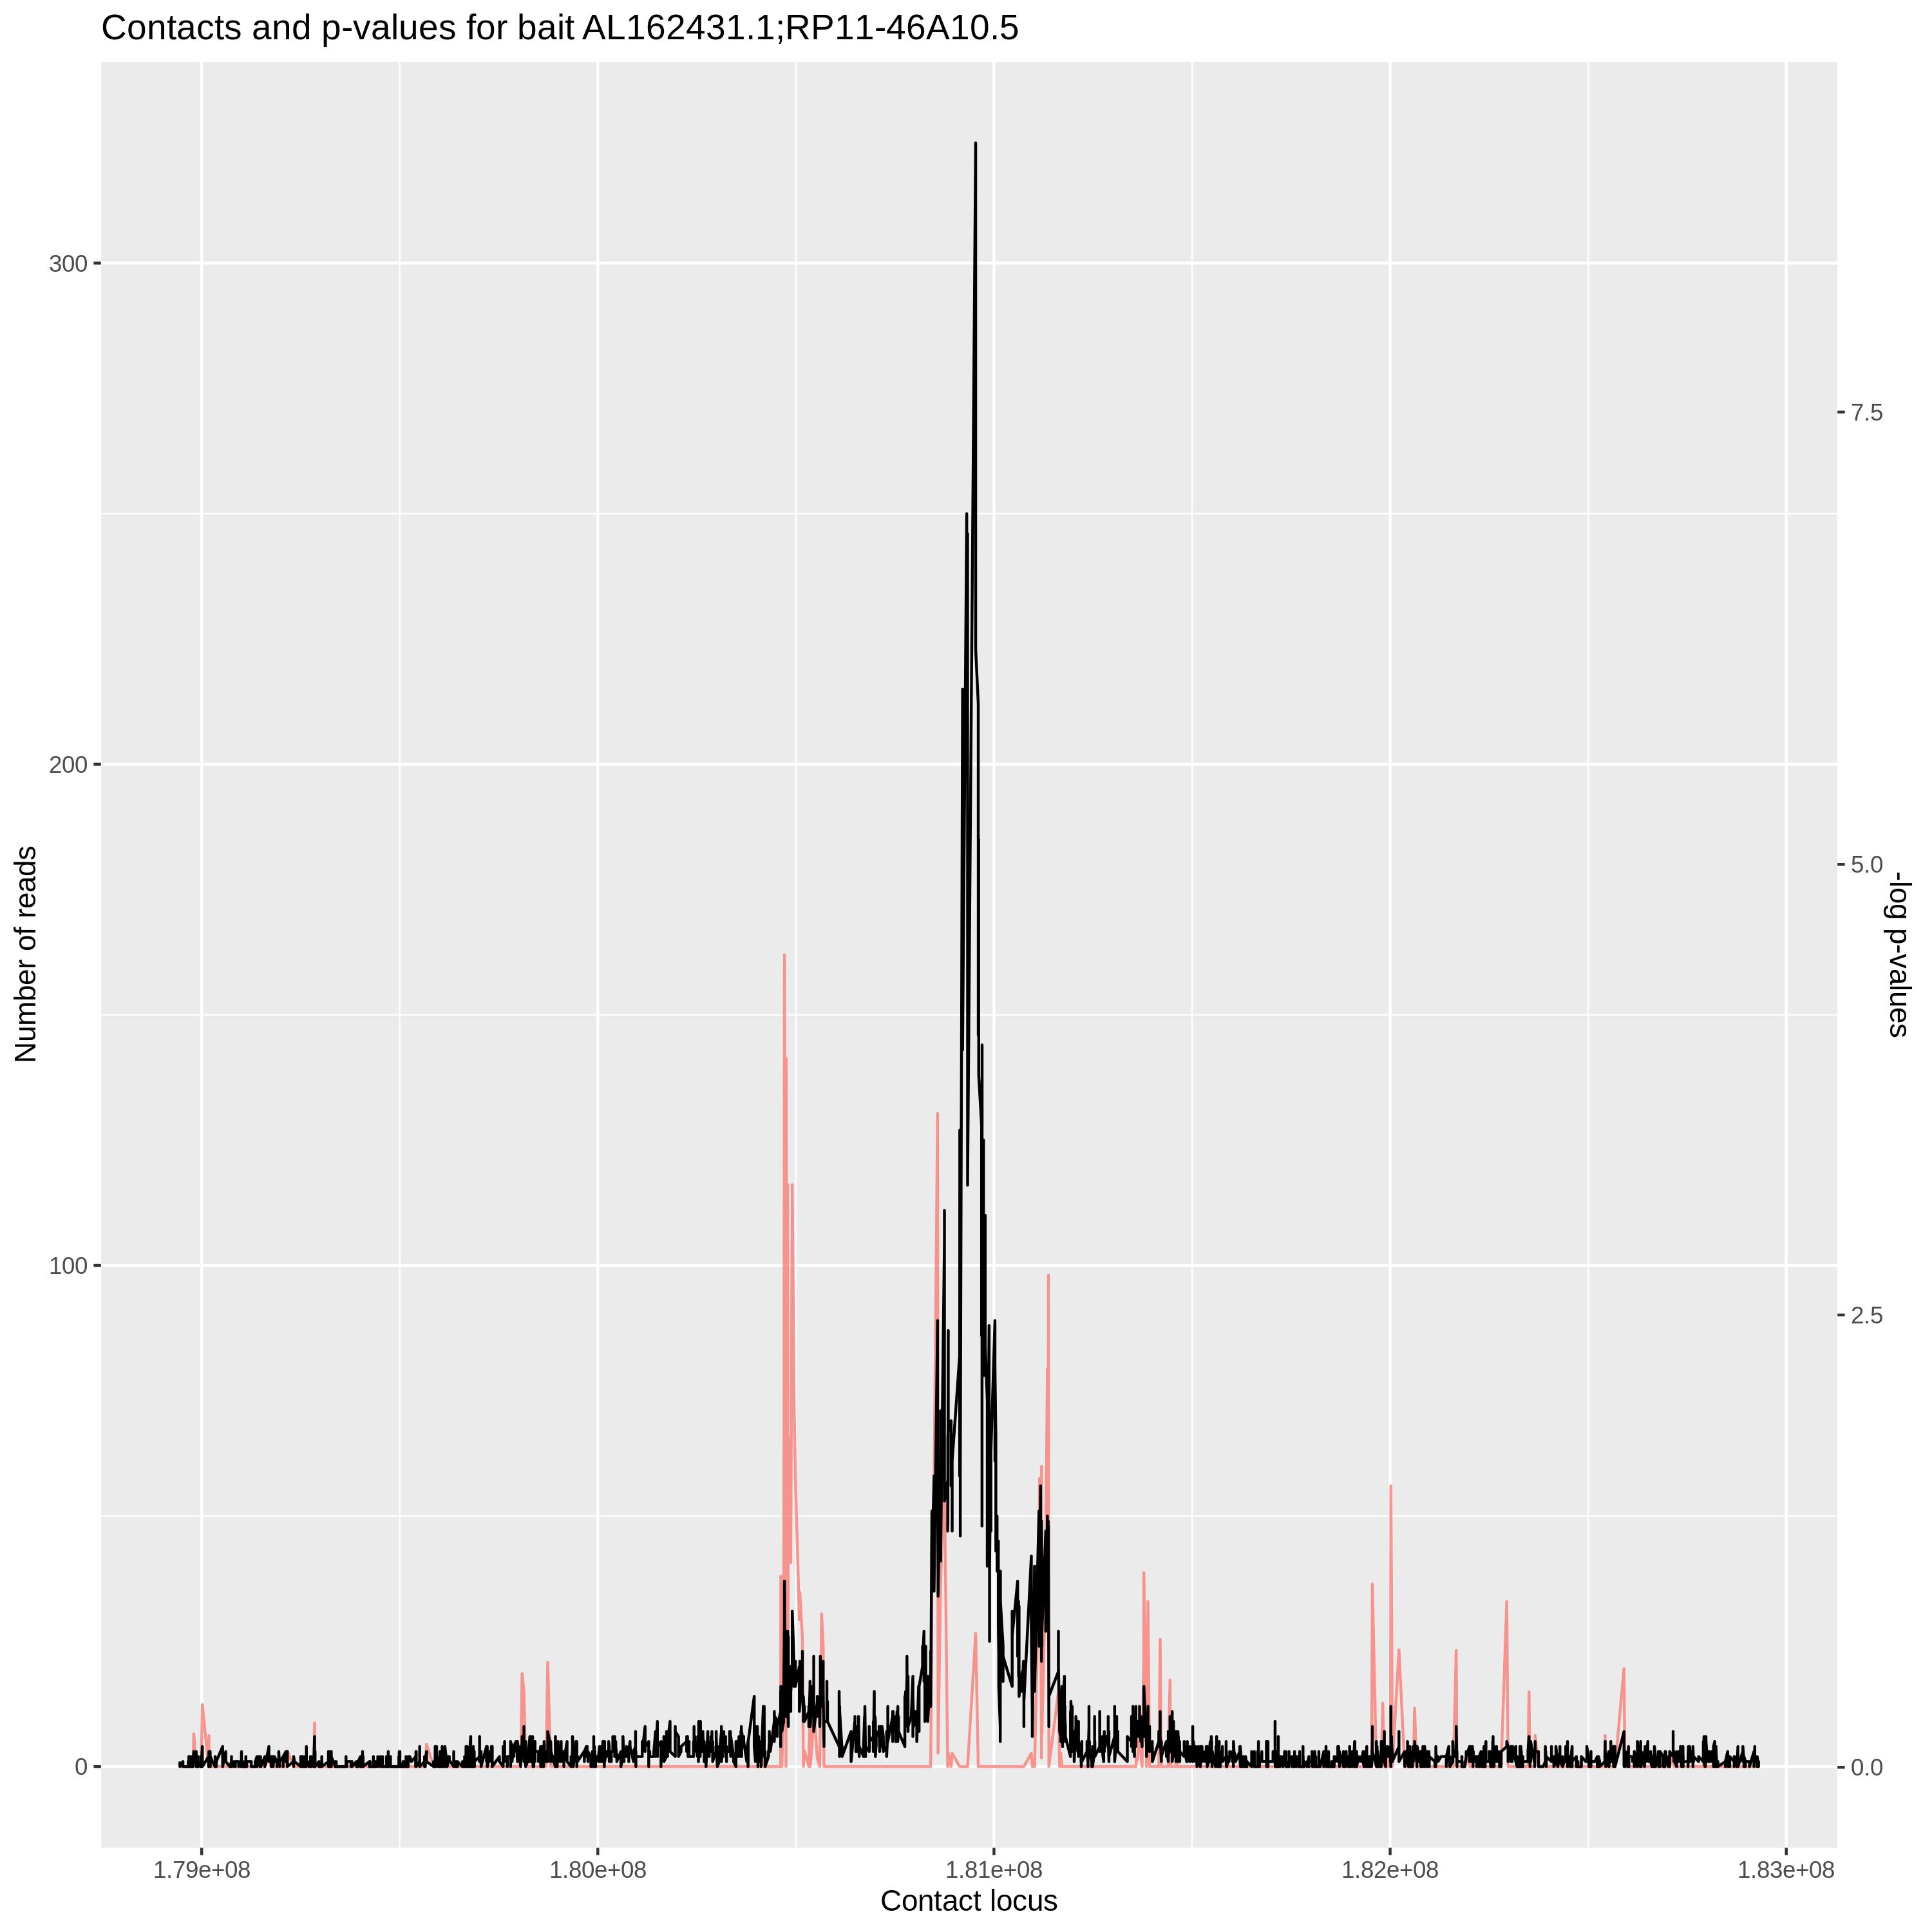 Contacts and p-values for bait AL162431.1;RP11-46A10.5
300
200
100
0
Number of reads
7.5
5.0
2.5
0.0
-log p-values
1.79e+08
1.80e+08
1.81e+08
1.82e+08
1.83e+08
Contact locus